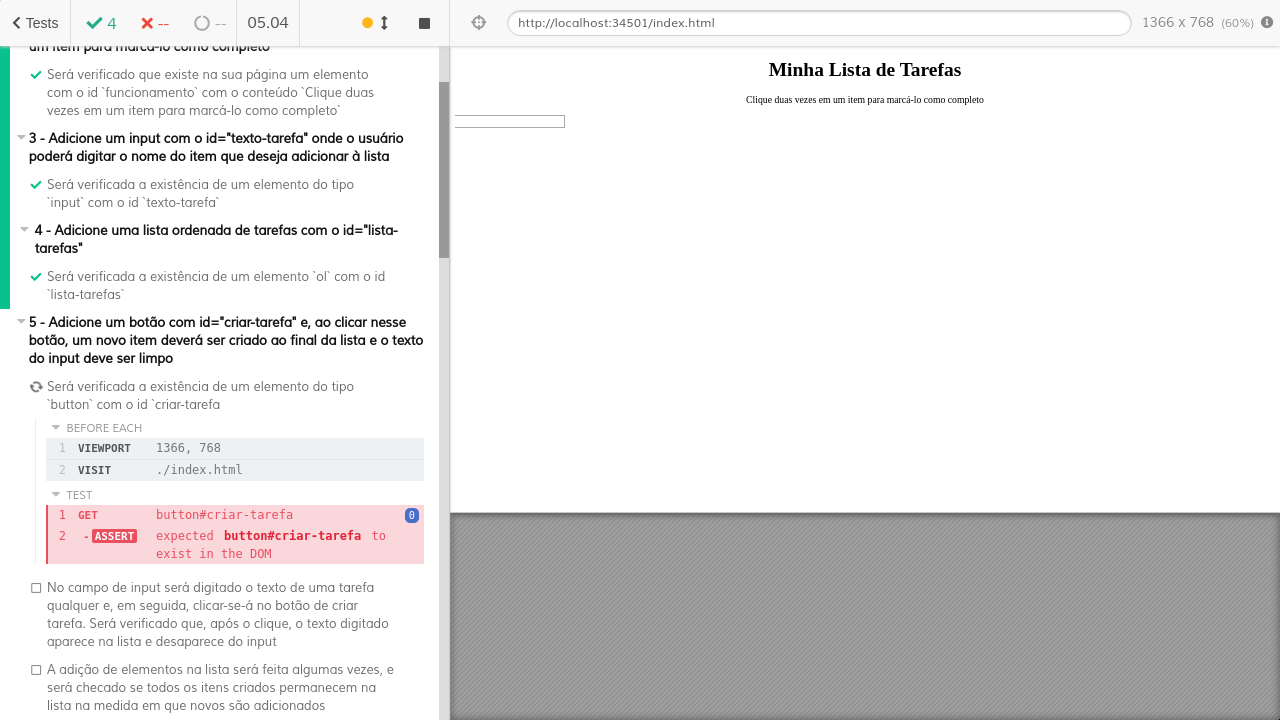 Tests
4
--
--
05.04
http://localhost:34501/index.html
1366 x 768 (60%)
um item para marcá-lo como completo
Será verificado que existe na sua página um elemento
com o id `funcionamento` com o conteúdo `Clique duas
vezes em um item para marcá-lo como completo`
3 - Adicione um input com o id="texto-tarefa" onde o usuário
poderá digitar o nome do item que deseja adicionar à lista
Será verificada a existência de um elemento do tipo
`input` com o id `texto-tarefa`
4 - Adicione uma lista ordenada de tarefas com o id="lista-
tarefas"
Será verificada a existência de um elemento `ol` com o id
`lista-tarefas`
5 - Adicione um botão com id="criar-tarefa" e, ao clicar nesse
botão, um novo item deverá ser criado ao final da lista e o texto
do input deve ser limpo
Será verificada a existência de um elemento do tipo
`button` com o id `criar-tarefa
BEFORE EACH
1 VIEWPORT 1366, 768
2 VISIT ./index.html
TEST
1 GET button#criar-tarefa 0
2 -ASSERT expected button#criar-tarefa to
exist in the DOM
No campo de input será digitado o texto de uma tarefa
qualquer e, em seguida, clicar-se-á no botão de criar
tarefa. Será verificado que, após o clique, o texto digitado
aparece na lista e desaparece do input
A adição de elementos na lista será feita algumas vezes, e
será checado se todos os itens criados permanecem na
lista na medida em que novos são adicionados
Minha Lista de Tarefas
Clique duas vezes em um item para marcá-lo como completo